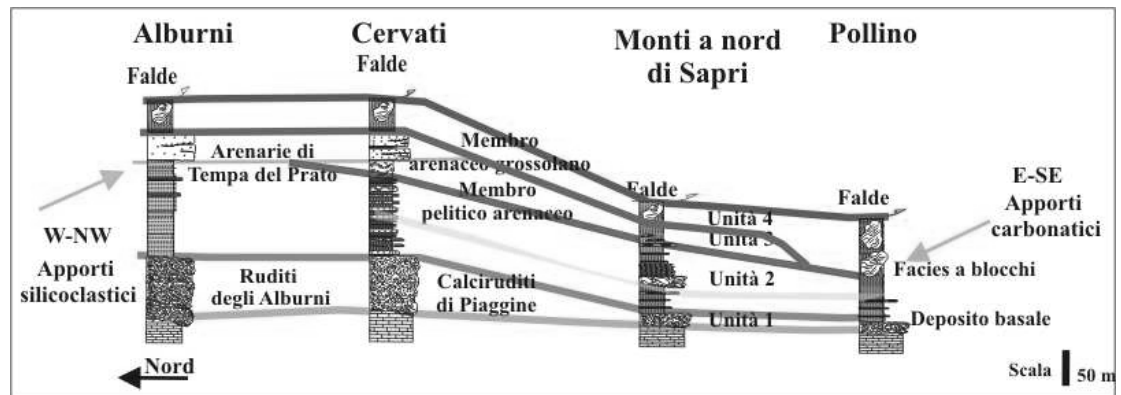 Alburni
Cervati
Monti a nord
di Sapri
Pollino
Falde
Falde
Falde
Falde
Arenarie di
Tempa del Prato
Membro
arenaceo grossolano
Membro
pelitico arenaceo
E-SE
Apporti
carbonatici
W-NW
Apporti
silicoclastici
Unità 4
Unità 3
Unità 2
Unità 1
Facies a blocchi
Ruditi
degli Alburni
Calciruditi
di Piaggine
Deposito basale
Nord
Scala
50 m